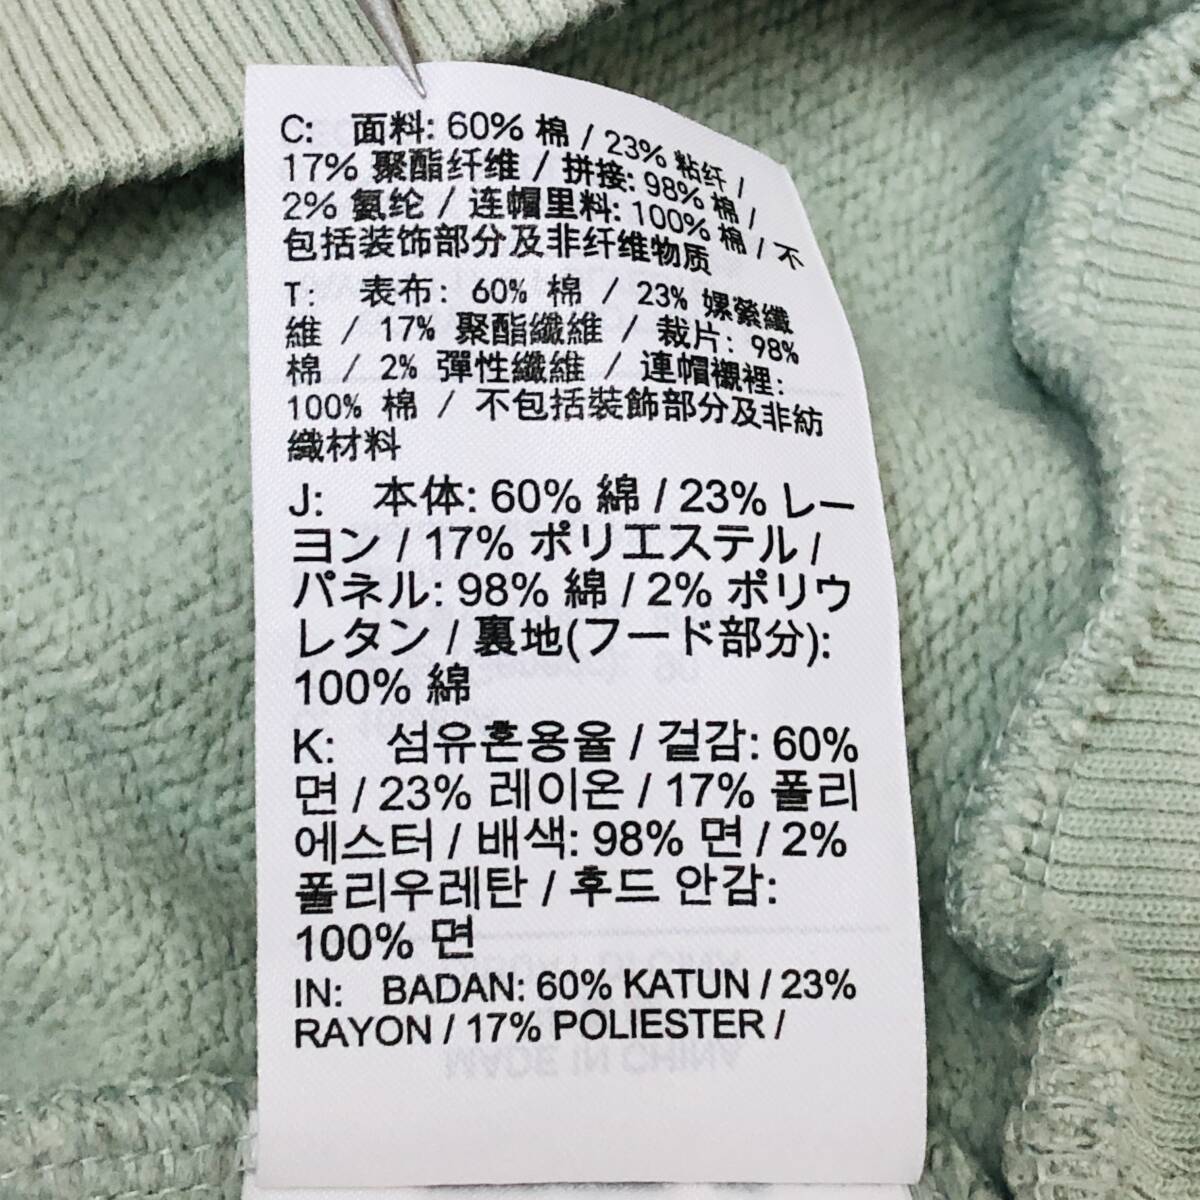 C: 面料: 60% 棉 / 23% 粘纤 /
17% 聚酯纤维 / 拼接: 98% 棉 /
2% 氨纶 / 连帽里料: 100% 棉 / 不
包括装饰部分及非纤维物质
T: 表布: 60% 棉 / 23% 嫘縈纖
維 / 17% 聚酯纖維 / 裁片: 98%
棉 / 2% 彈性纖維 / 連帽襯裡:
100% 棉 / 不包括裝飾部分及非紡
織材料
J: 本体: 60% 綿 / 23% レー
ヨン / 17% ポリエステル /
パネル: 98% 綿 / 2% ポリウ
レタン / 裏地(フード部分):
100% 綿
K: 섬유혼용율 / 겉감: 60%
면 / 23% 레이온 / 17% 폴리
에스터 / 배색: 98% 면 / 2%
폴리우레탄 / 후드 안감:
100% 면
IN: BADAN: 60% KATUN / 23%
RAYON / 17% POLIESTER /
MADE IN CHINA